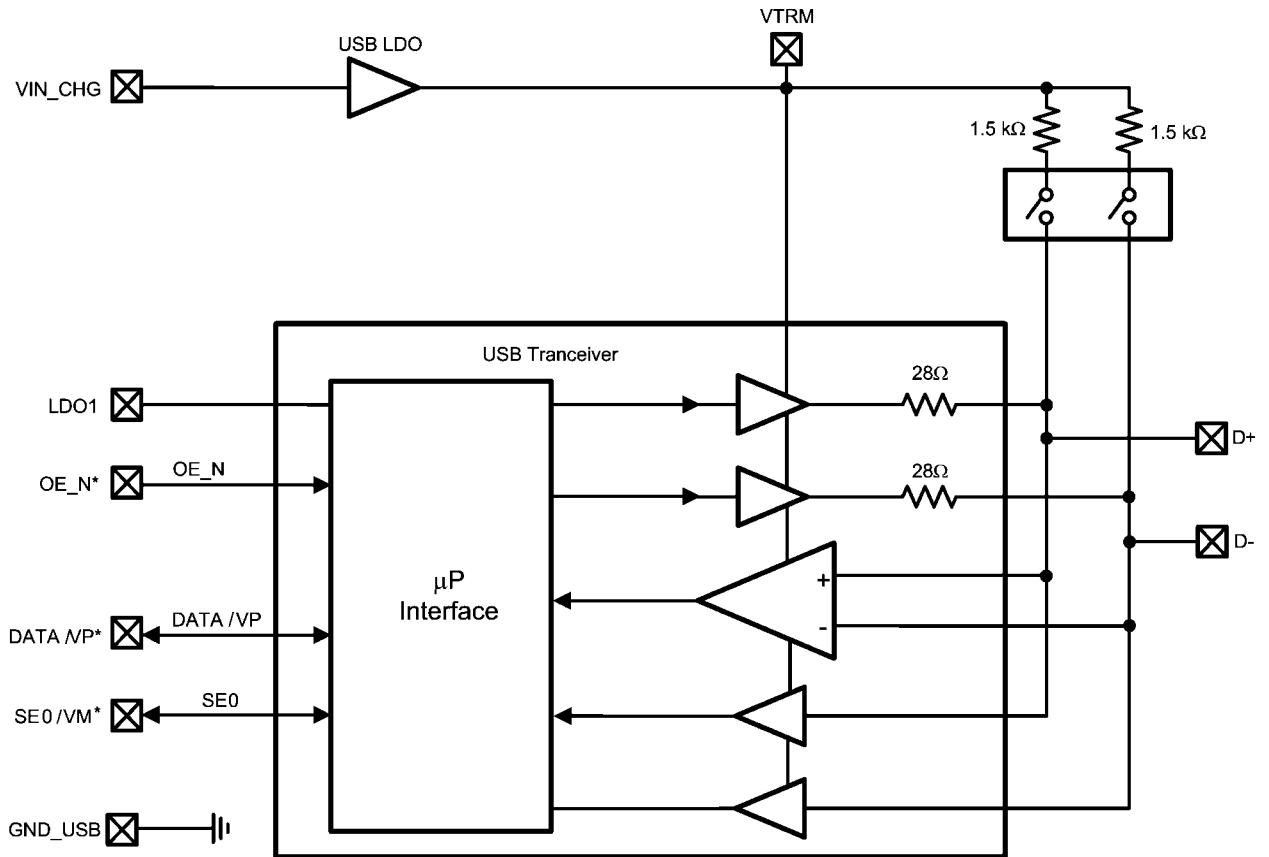 VTRM
USB LDO
VIN_CHG
1.5 kΩ
1.5 kΩ
USB Tranceiver
28Ω
LDO1
D+
OE_N*
OE_N
28Ω
D-
+
-
μP
Interface
DATA /VP*
DATA /VP
SE0 /VM*
SE0
GND_USB